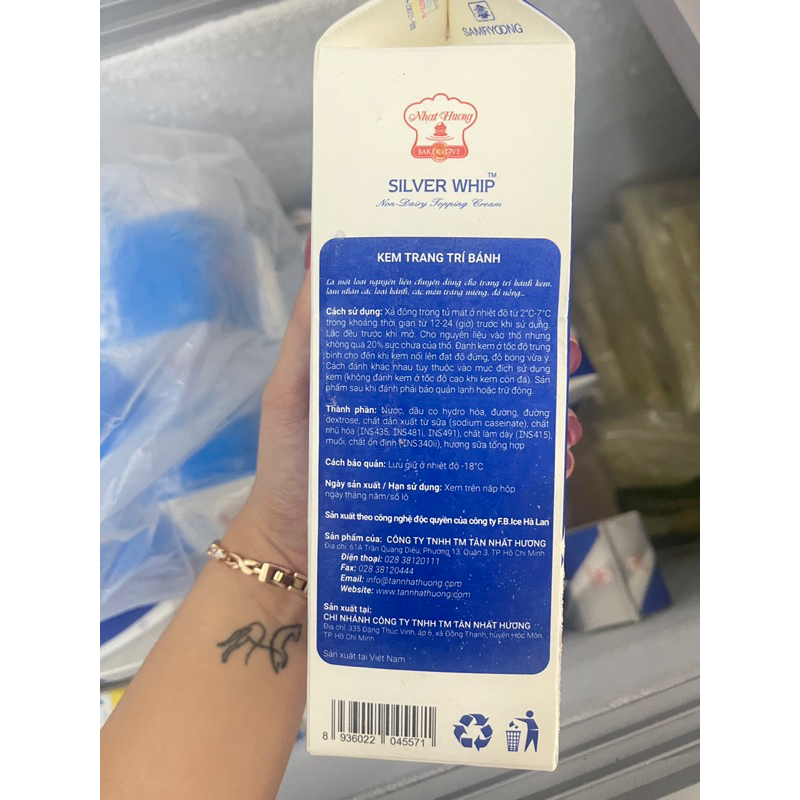 SAMRYOONG
Nhat Huong
BAKE LOVE
SILVER WHIP™
Non-Dairy Topping Cream
KEM TRANG TRÍ BÁNH
Là một loại nguyên liệu chuyên dùng cho trang trí bánh kem,
làm nhân các loại bánh, các món tráng miệng, đồ uống...
Cách sử dụng: Xả đông trong tủ mát ở nhiệt độ từ 2°C-7°C
trong khoảng thời gian từ 12-24 (giờ) trước khi sử dụng.
Lắc đều trước khi mở. Cho nguyên liệu vào thố nhưng
không quá 20% sức chứa của thố. Đánh kem ở tốc độ trung
bình cho đến khi kem nổi lên đạt độ đứng, độ bóng vừa ý.
Cách đánh khác nhau tùy thuộc vào mục đích sử dụng
kem (không đánh kem ở tốc độ cao khi kem còn đá). Sản
phẩm sau khi đánh phải bảo quản lạnh hoặc trữ đông.
Thành phần: Nước, dầu cọ hydro hóa, đường, đường
dextrose, chất dẫn xuất từ sữa (sodium caseinate), chất
nhũ hóa (INS435, INS481i, INS491), chất làm dày (INS415),
muối, chất ổn định (INS340ii), hương sữa tổng hợp
Cách bảo quản: Lưu giữ ở nhiệt độ -18°C
Ngày sản xuất / Hạn sử dụng: Xem trên nắp hộp
ngày tháng năm/số lô
Sản xuất theo công nghệ độc quyền của công ty F.B.Ice Hà Lan
Sản phẩm của: CÔNG TY TNHH TM TÂN NHẤT HƯƠNG
Địa chỉ: 61A Trần Quang Diệu, Phường 13, Quận 3, TP Hồ Chí Minh
Điện thoại: 028 38120111
Fax: 028 38120444
Email: info@tannhathuong.com
Website: www.tannhathuong.com
Sản xuất tại:
CHI NHÁNH CÔNG TY TNHH TM TÂN NHẤT HƯƠNG
Địa chỉ: 335 Đặng Thúc Vịnh, ấp 6, xã Đông Thạnh, huyện Hóc Môn,
TP Hồ Chí Minh
Sản xuất tại Việt Nam
8 936022 045571